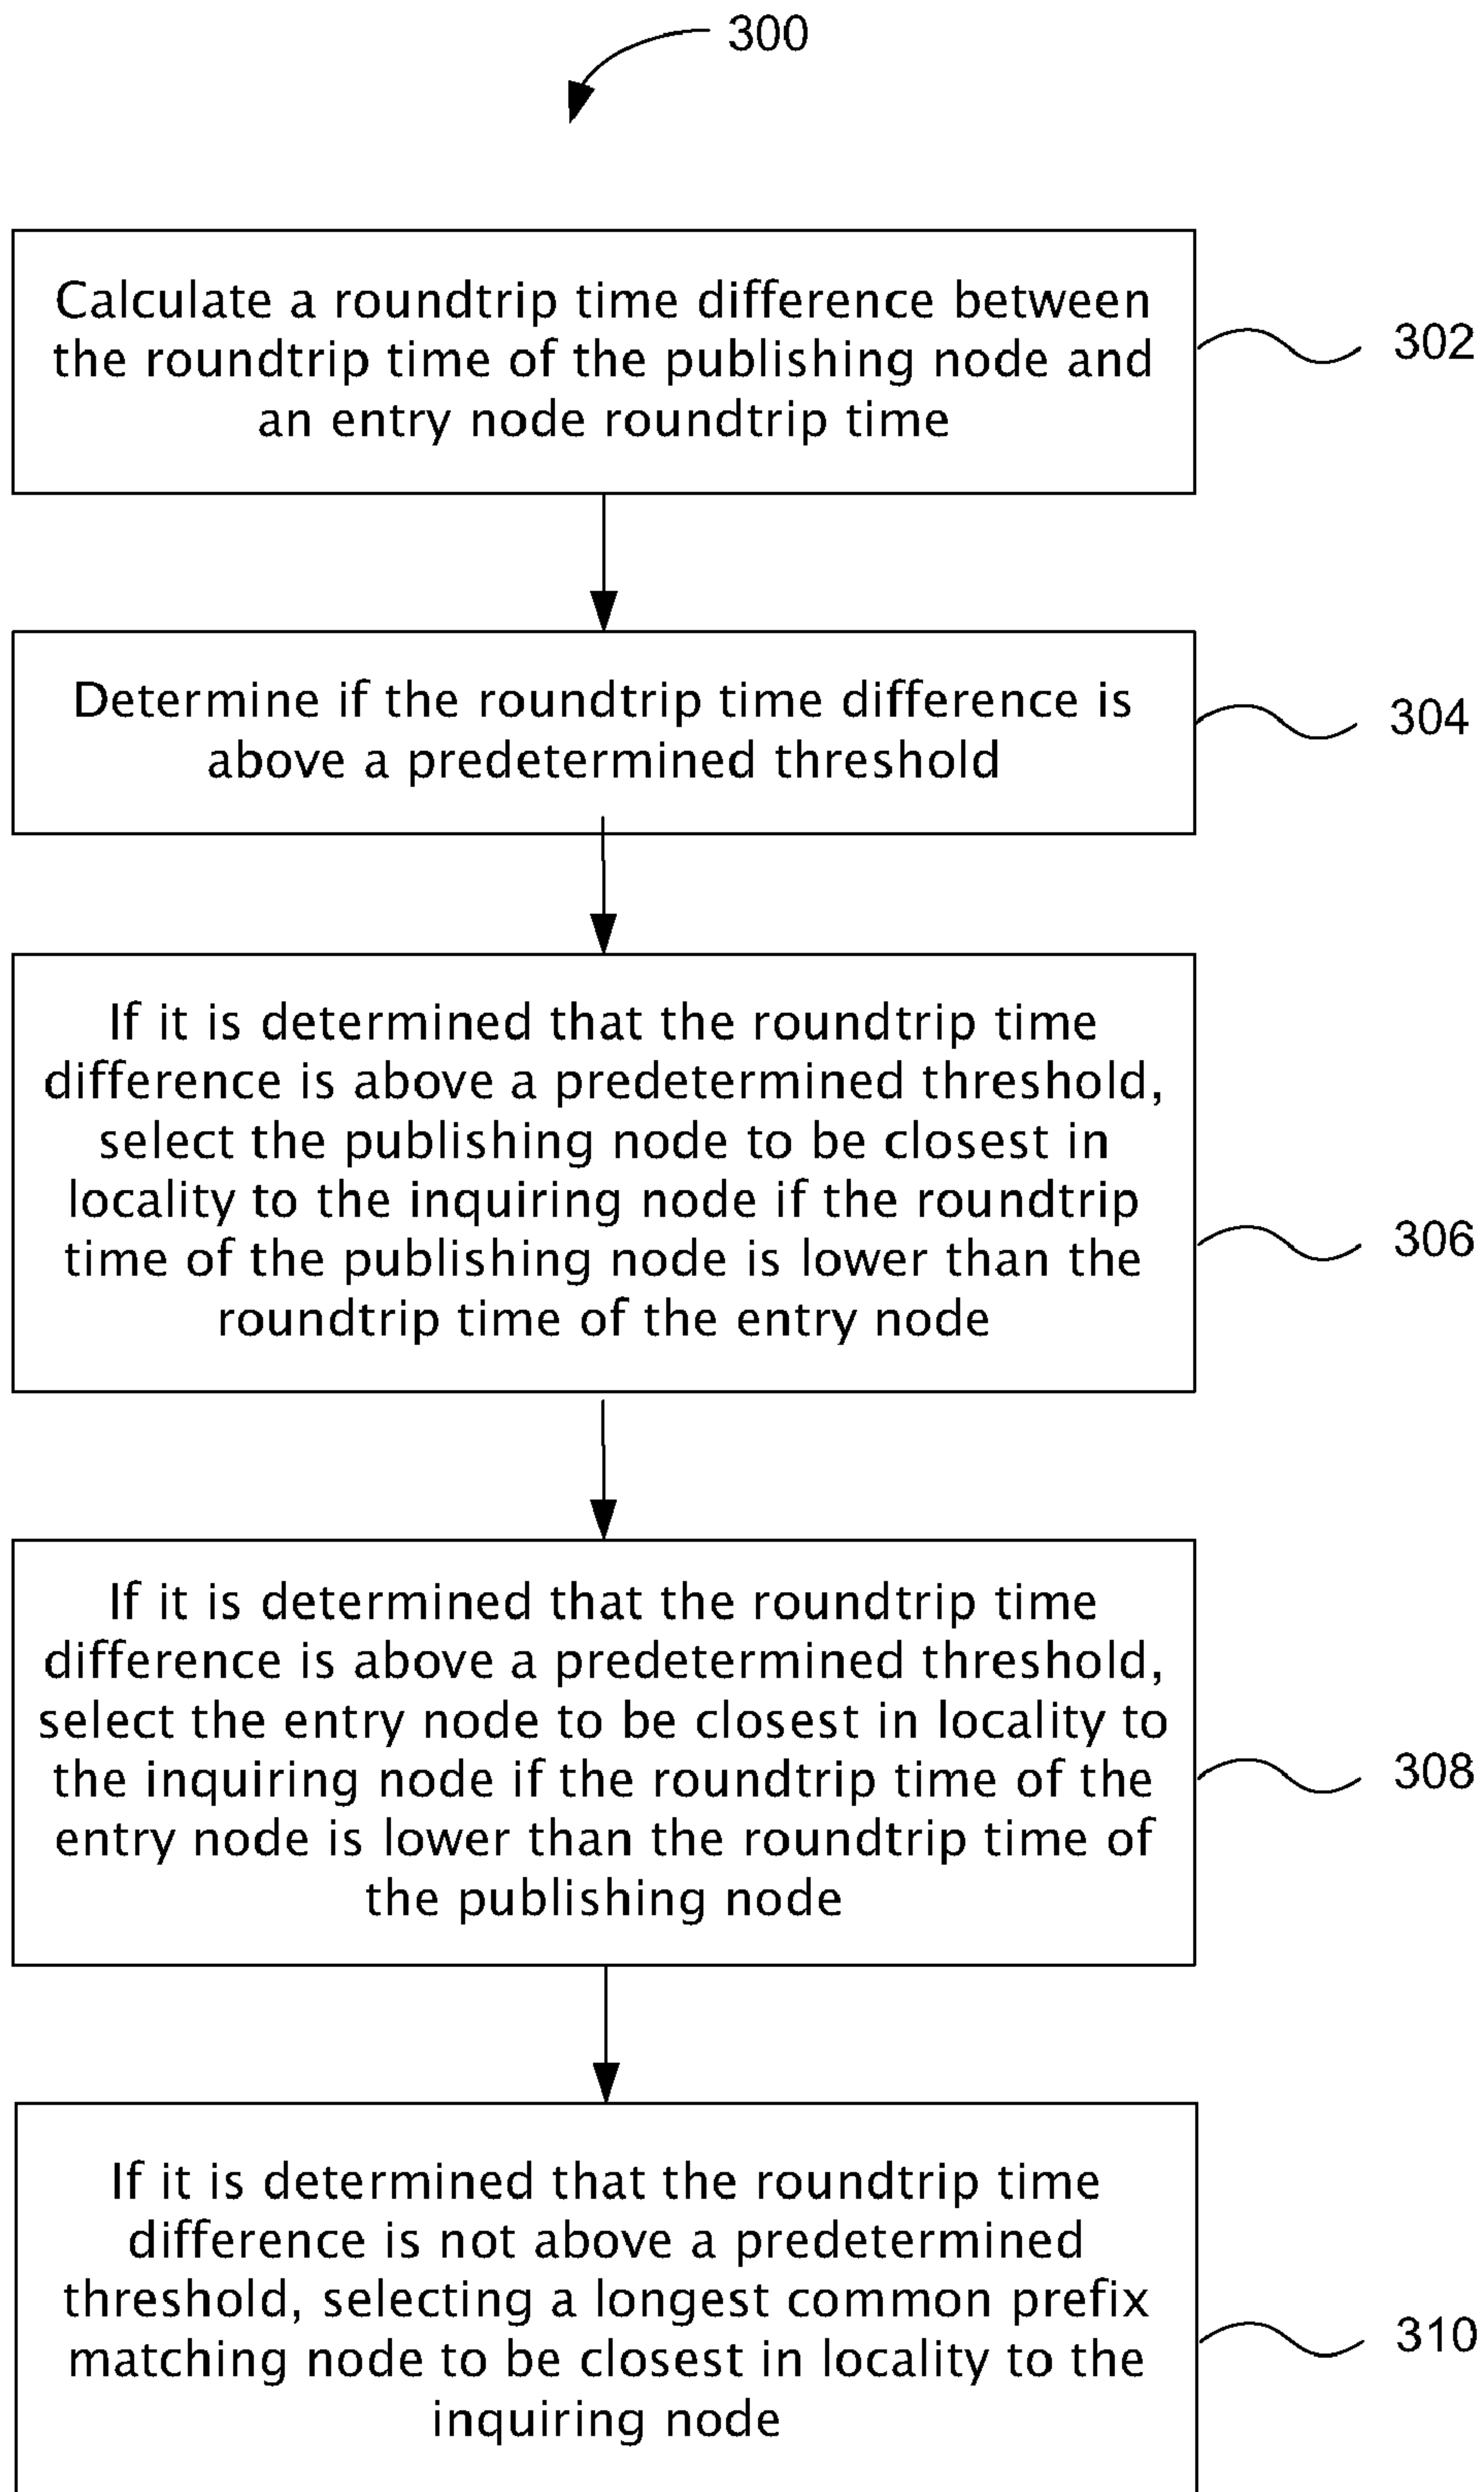 300
Calculate a roundtrip time difference between
the roundtrip time of the publishing node and
an entry node roundtrip time
302
Determine if the roundtrip time difference is
above a predetermined threshold
304
If it is determined that the roundtrip time
difference is above a predetermined threshold,
select the publishing node to be closest in
locality to the inquiring node if the roundtrip
time of the publishing node is lower than the
roundtrip time of the entry node
306
If it is determined that the roundtrip time
difference is above a predetermined threshold,
select the entry node to be closest in locality to
the inquiring node if the roundtrip time of the
entry node is lower than the roundtrip time of
the publishing node
308
If it is determined that the roundtrip time
difference is not above a predetermined
threshold, selecting a longest common prefix
matching node to be closest in locality to the
inquiring node
310